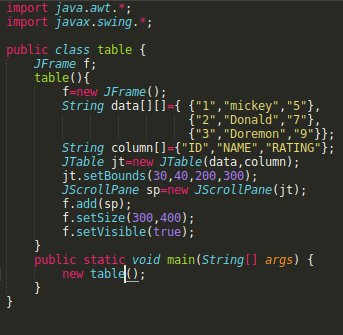 import java.awt.*;
import javax.swing.*;
public class table {
JFrame f;
table(){
f=new JFrame();
String data[][]={ {"1","mickey","5"},
{"2","Donald","7"},
{"3","Doremon","9"}};
String column[]={"ID","NAME","RATING"};
JTable jt=new JTable(data,column);
jt.setBounds(30,40,200,300);
JScrollPane sp=new JScrollPane(jt);
f.add(sp);
f.setSize(300,400);
f.setVisible(true);
}
public static void main(String[] args) {
new table();
}
}